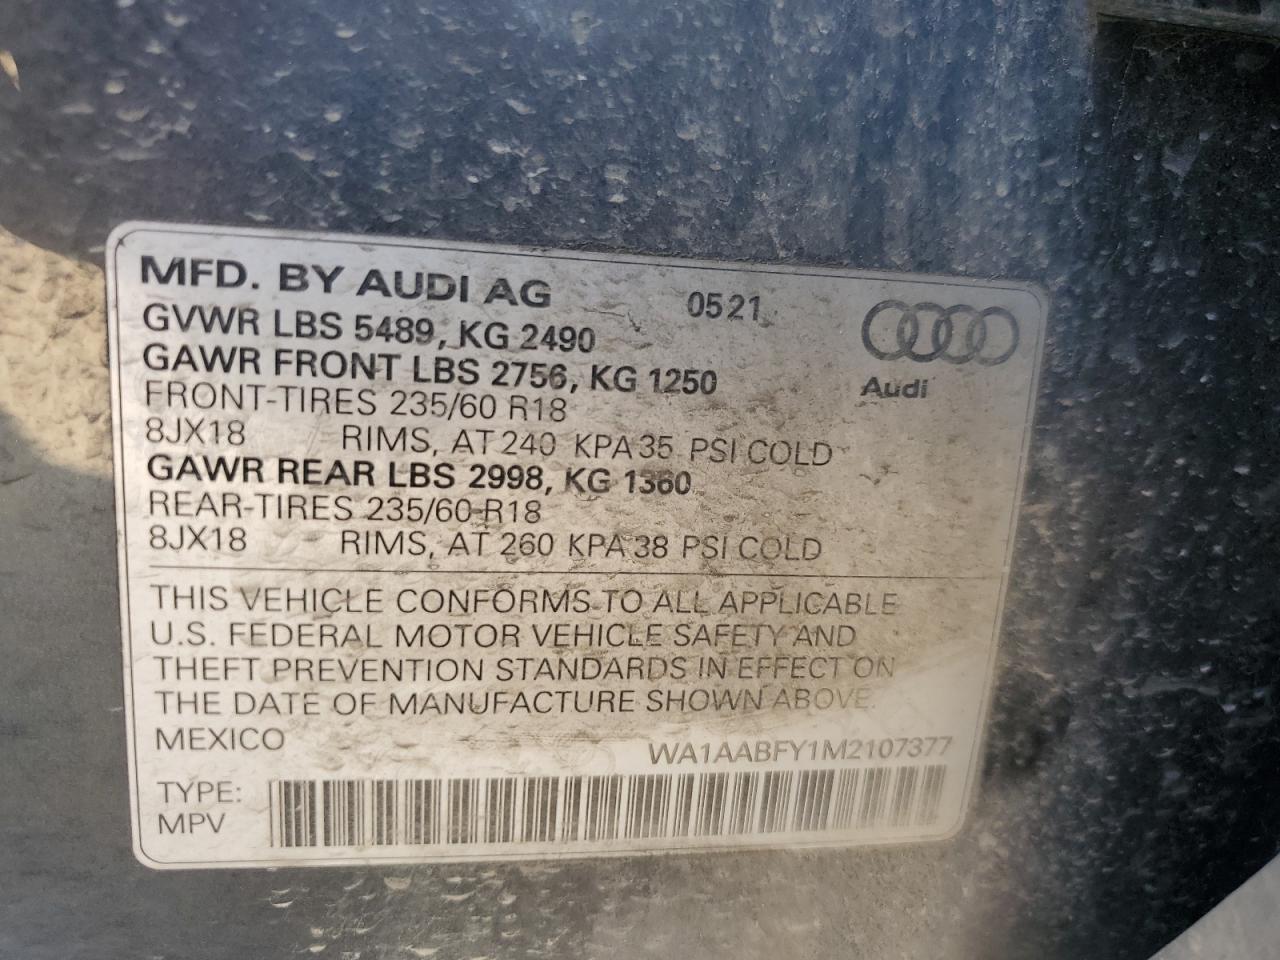 MFD. BY AUDI AG 05 21
GVWR LBS 5489, KG 2490
GAWR FRONT LBS 2756, KG 1250
Audi
FRONT-TIRES 235/60 R18
8JX18 RIMS, AT 240 KPA 35 PSI COLD
GAWR REAR LBS 2998, KG 1360
REAR-TIRES 235/60 R18
8JX18 RIMS, AT 260 KPA 38 PSI COLD
THIS VEHICLE CONFORMS TO ALL APPLICABLE
U.S. FEDERAL MOTOR VEHICLE SAFETY AND
THEFT PREVENTION STANDARDS IN EFFECT ON
THE DATE OF MANUFACTURE SHOWN ABOVE.
MEXICO WA1AABFY1M2107377
TYPE:
MPV